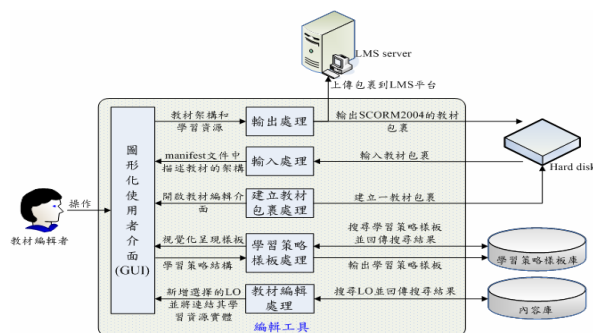 LMS server
上傳包裹到LMS平台
教材架構和
學習資源
輸出處理
輸出SCORM2004的教材
包裹
manifest文件中
描述教材的架構
輸入處理
輸入教材包裹
Hard disk
圖
形
化
使
用
者
介
面
(GUI)
操作
教材編輯者
開啟教材編輯介
面
建立教材
包裹處理
建立一教材包裹
視覺化呈現樣板
學習策略結構
學習策略
樣板處理
搜尋學習策略樣板
並回傳搜尋結果
輸出學習策略樣板
學習策略樣板庫
新增選擇的LO
並將連結其學
習資源實體
教材編輯
處理
搜尋LO並回傳搜尋結果
內容庫
編輯工具